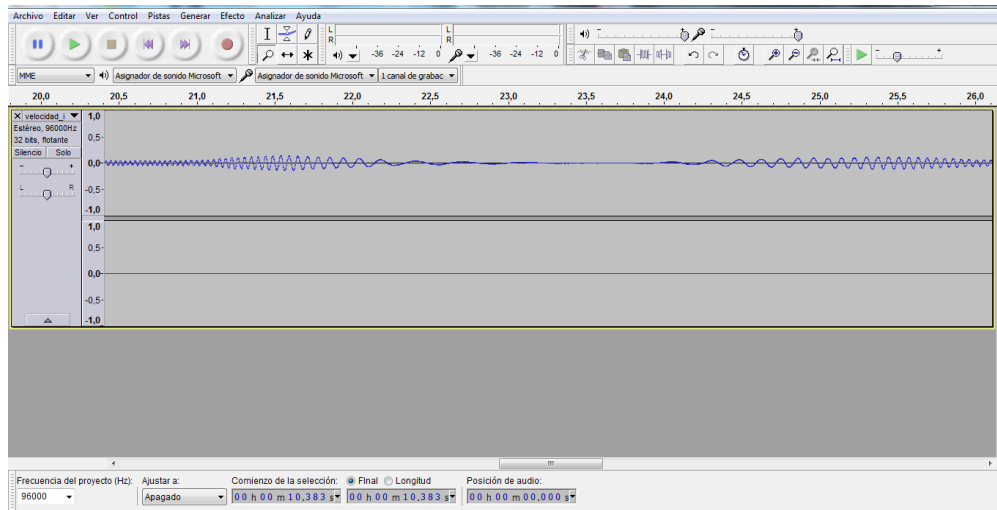 Archivo Editar Ver Control Pistas Generar Efecto Analizar Ayuda
L
R
L
R
-36 -24 -12 0
-36 -24 -12 0
MME
Asignador de sonido Microsoft
Asignador de sonido Microsoft
1 canal de grabac
20,0 20,5 21,0 21,5 22,0 22,5 23,0 23,5 24,0 24,5 25,0 25,5 26,0
velocidad_i
Estéreo, 96000Hz
32 bits, flotante
Silencio Solo
- +
L R
1,0
0,5
0,0
-0,5
-1,0
1,0
0,5
0,0
-0,5
-1,0
Frecuencia del proyecto (Hz): Ajustar a: Comienzo de la selección: FInal Longitud Posición de audio:
96000 Apagado 00 h 00 m 10,383 s 00 h 00 m 10,383 s 00 h 00 m 00,000 s